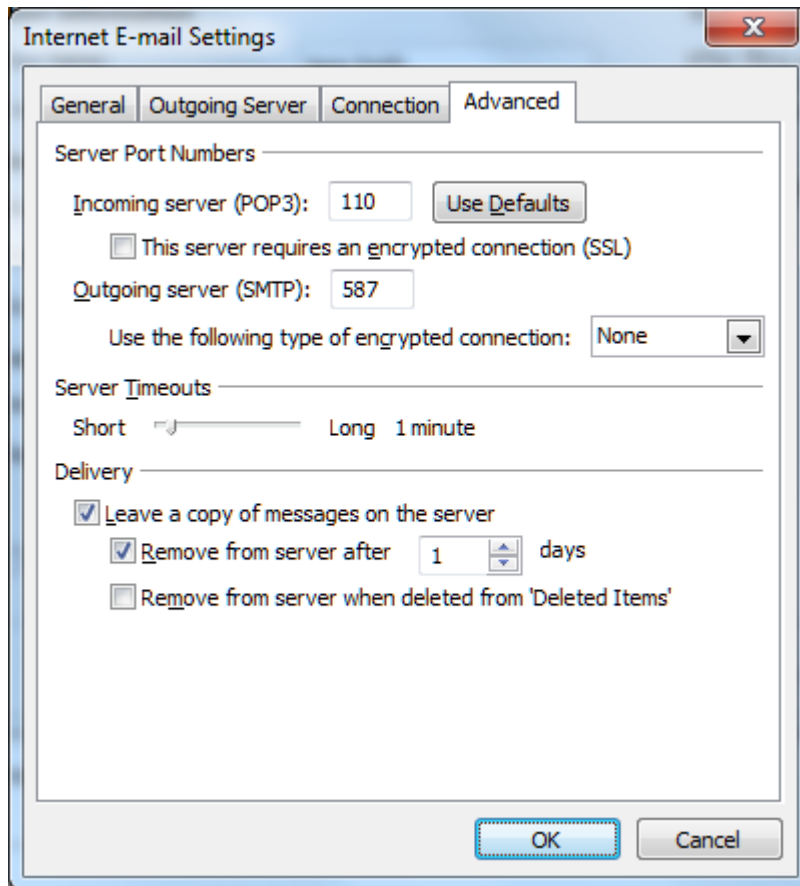 Internet E-mail Settings
General Outgoing Server Connection Advanced
Server Port Numbers
Incoming server (POP3): 110 Use Defaults
This server requires an encrypted connection (SSL)
Outgoing server (SMTP): 587
Use the following type of encrypted connection: None
Server Timeouts
Short Long 1 minute
Delivery
Leave a copy of messages on the server
Remove from server after 1 days
Remove from server when deleted from 'Deleted Items'
OK Cancel